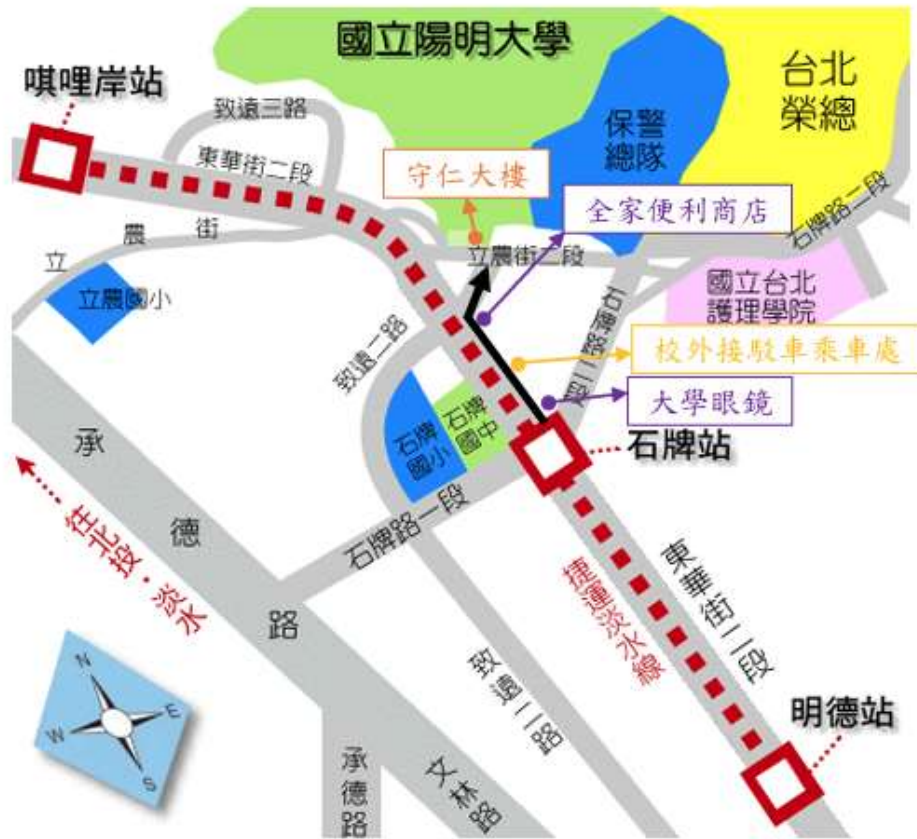 國立陽明大學
台北
榮總
唭哩岸站
致遠三路
保警
總隊
東華街二段
守仁大樓
全家便利商店
石牌路二段
立農街
立農街二段
國立台北
護理學院
立農國小
石牌路二段
致遠二路
校外接駁車乘車處
大學眼鏡
石牌
國中
石牌
國小
石牌站
承德路
石牌路一段
往北投・淡水
捷運淡水線
東華街二段
致遠二路
明德站
N
E
W
S
承德路
文林路